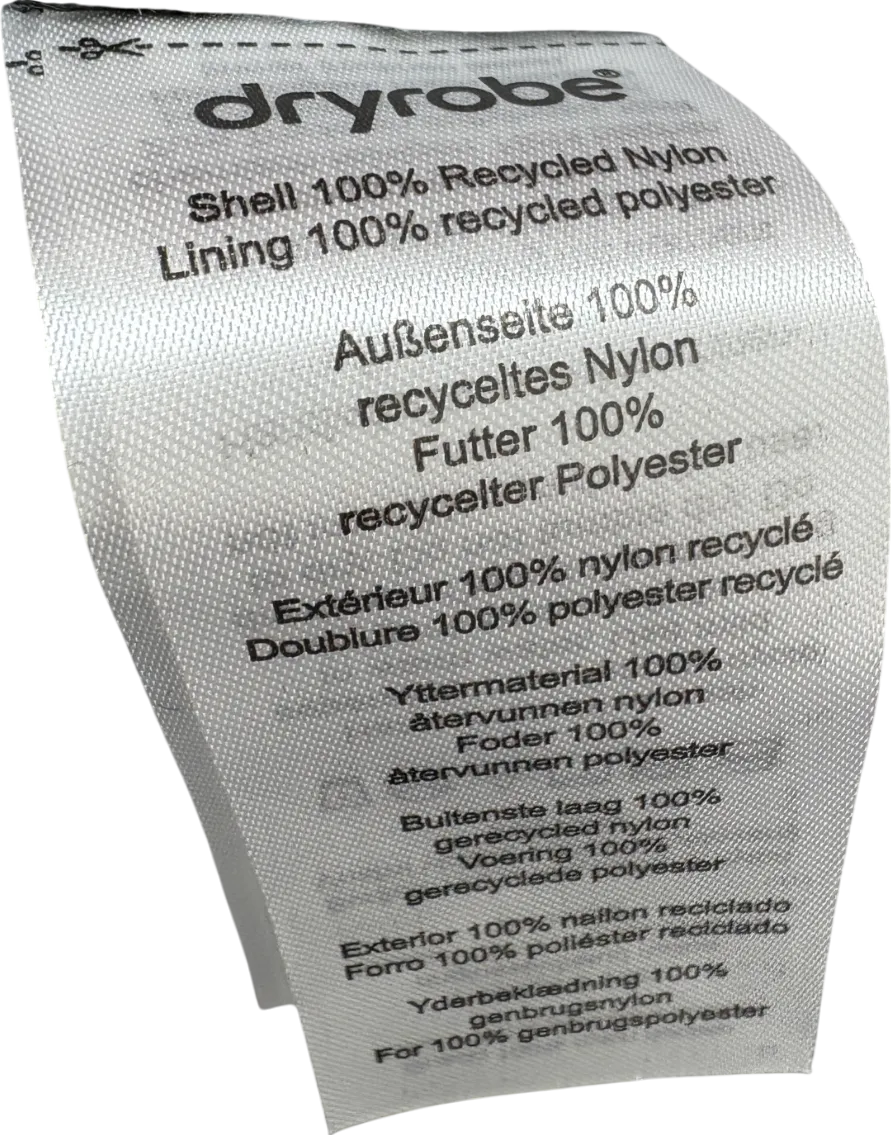 dryrobe®
Shell 100% Recycled Nylon
Lining 100% recycled polyester
Außenseite 100%
recyceltes Nylon
Futter 100%
recycelter Polyester
Extérieur 100% nylon recyclé
Doublure 100% polyester recyclé
Yttermaterial 100%
återvunnen nylon
Foder 100%
återvunnen polyester
Buitenste laag 100%
gerecycled nylon
Voering 100%
gerecyclede polyester
Exterior 100% nailon reciclado
Forro 100% poliéster reciclado
Yderbeklædning 100%
genbrugsnylon
For 100% genbrugspolyester